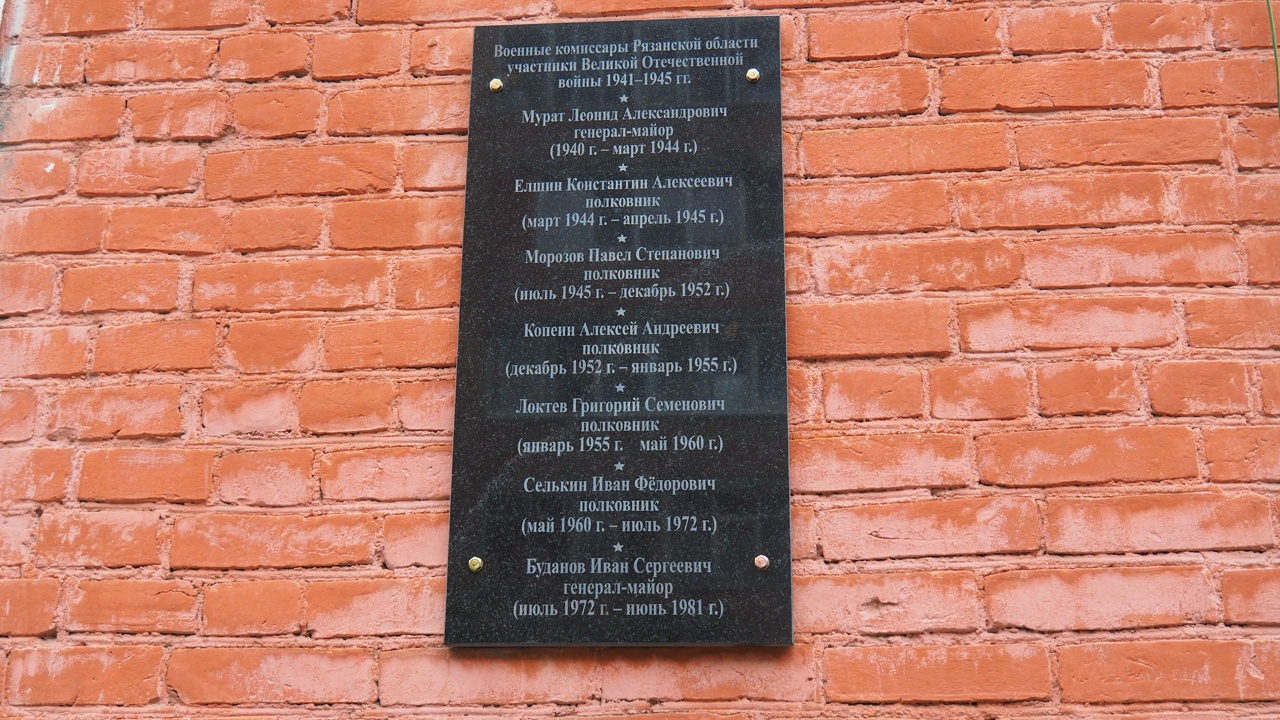 Военные комиссары Рязанской области
участники Великой Отечественной
войны 1941–1945 гг.
Мурат Леонид Александрович
генерал-майор
(1940 г. – март 1944 г.)
Елшин Константин Алексеевич
полковник
(март 1944 г. – апрель 1945 г.)
Морозов Павел Степанович
полковник
(июль 1945 г. – декабрь 1952 г.)
Копеин Алексей Андреевич
полковник
(декабрь 1952 г. – январь 1955 г.)
Локтев Григорий Семенович
полковник
(январь 1955 г. май 1960 г.)
Селькин Иван Фёдорович
полковник
(май 1960 г. – июль 1972 г.)
Буданов Иван Сергеевич
генерал-майор
(июль 1972 г. – июнь 1981 г.)